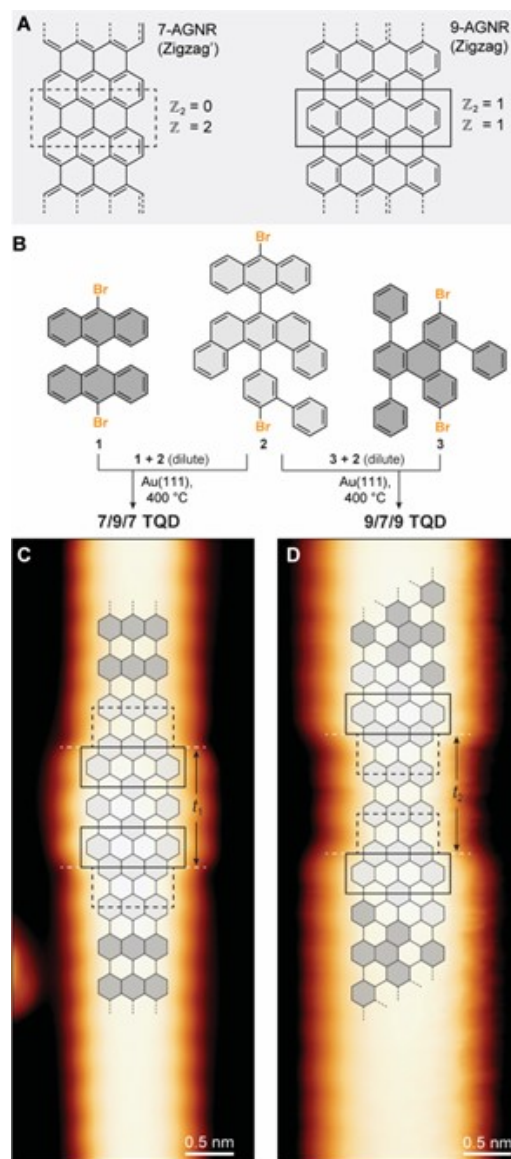 A
7-AGNR
(Zigzag')
ℤ₂ = 0
ℤ = 2
9-AGNR
(Zigzag)
ℤ₂ = 1
ℤ = 1
B
Br
Br
1
Br
Br
2
Br
Br
3
1 + 2 (dilute)
3 + 2 (dilute)
Au(111),
400 °C
Au(111),
400 °C
7/9/7 TQD
9/7/9 TQD
C
t₁
0.5 nm
D
t₂
0.5 nm